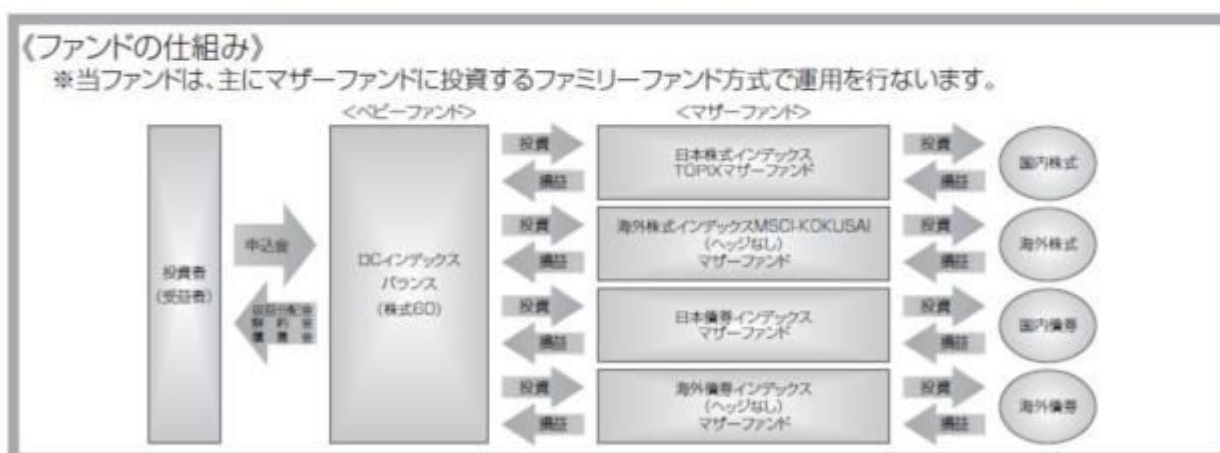 《ファンドの仕組み》
※当ファンドは、主にマザーファンドに投資するファミリーファンド方式で運用を行ないます。
<ベビーファンド>
<マザーファンド>
投資者
(受益者)
申込金
収益分配金
解約金
償還金
DCインデックス
バランス
(株式60)
投資
損益
日本株式インデックス
TOPIXマザーファンド
投資
損益
国内株式
投資
損益
海外株式インデックスMSCI-KOKUSAI
(ヘッジなし)
マザーファンド
投資
損益
海外株式
投資
損益
日本債券インデックス
マザーファンド
投資
損益
国内債券
投資
損益
海外債券インデックス
(ヘッジなし)
マザーファンド
投資
損益
海外債券